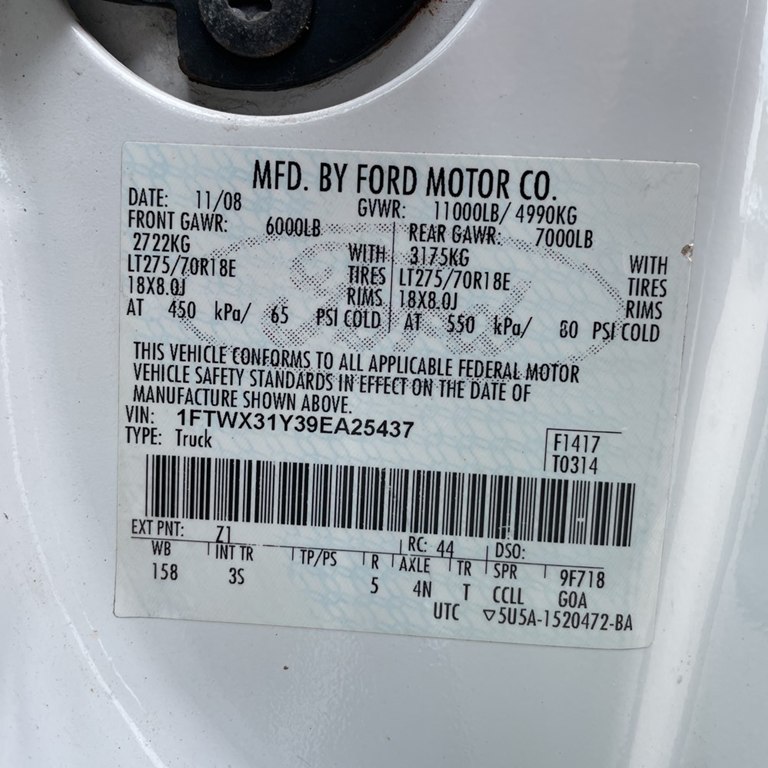 MFD. BY FORD MOTOR CO.
DATE: 11/08 GVWR: 11000LB/ 4990KG
FRONT GAWR: 6000LB REAR GAWR: 7000LB
2722KG WITH 3175KG WITH
LT275/70R18E TIRES LT275/70R18E TIRES
18X8.0J RIMS 18X8.0J RIMS
AT 450 kPa/ 65 PSI COLD AT 550 kPa/ 80 PSI COLD
Ford
THIS VEHICLE CONFORMS TO ALL APPLICABLE FEDERAL MOTOR
VEHICLE SAFETY STANDARDS IN EFFECT ON THE DATE OF
MANUFACTURE SHOWN ABOVE.
VIN: 1FTWX31Y39EA25437
TYPE: Truck
F1417
T0314
EXT PNT: Z1 RC: 44 DSO:
WB INT TR TP/PS R AXLE TR SPR 9F718
158 3S 5 4N T CCLL G0A
UTC ▽5U5A-1520472-BA